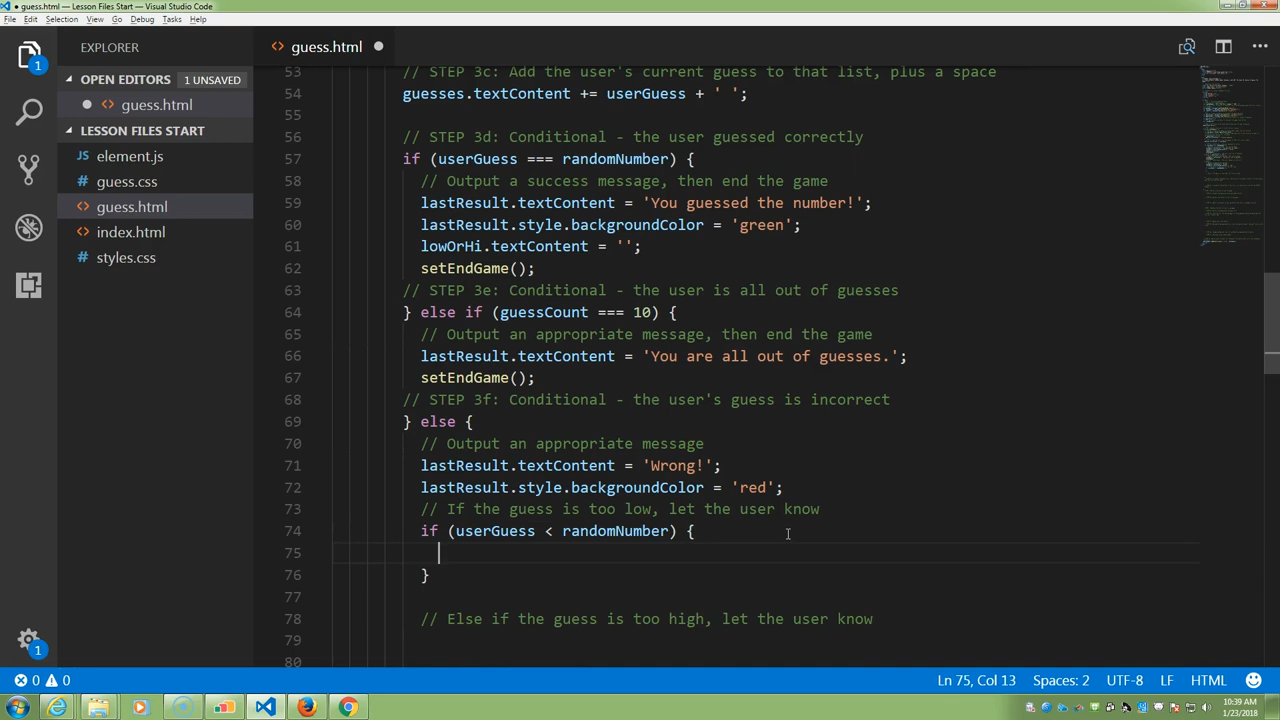 ● guess.html — Lesson Files Start — Visual Studio Code
File Edit Selection View Go Debug Tasks Help
EXPLORER
OPEN EDITORS 1 UNSAVED
● <> guess.html
LESSON FILES START
JS element.js
# guess.css
<> guess.html
<> index.html
# styles.css
1
1
<> guess.html ●
53 // STEP 3c: Add the user's current guess to that list, plus a space
54 guesses.textContent += userGuess + ' ';
55
56 // STEP 3d: Conditional - the user guessed correctly
57 if (userGuess === randomNumber) {
58 // Output a success message, then end the game
59 lastResult.textContent = 'You guessed the number!';
60 lastResult.style.backgroundColor = 'green';
61 lowOrHi.textContent = '';
62 setEndGame();
63 // STEP 3e: Conditional - the user is all out of guesses
64 } else if (guessCount === 10) {
65 // Output an appropriate message, then end the game
66 lastResult.textContent = 'You are all out of guesses.';
67 setEndGame();
68 // STEP 3f: Conditional - the user's guess is incorrect
69 } else {
70 // Output an appropriate message
71 lastResult.textContent = 'Wrong!';
72 lastResult.style.backgroundColor = 'red';
73 // If the guess is too low, let the user know
74 if (userGuess < randomNumber) {
75
76 }
77
78 // Else if the guess is too high, let the user know
79
80
0 0 Ln 75, Col 13 Spaces: 2 UTF-8 LF HTML
10:39 AM
1/23/2018